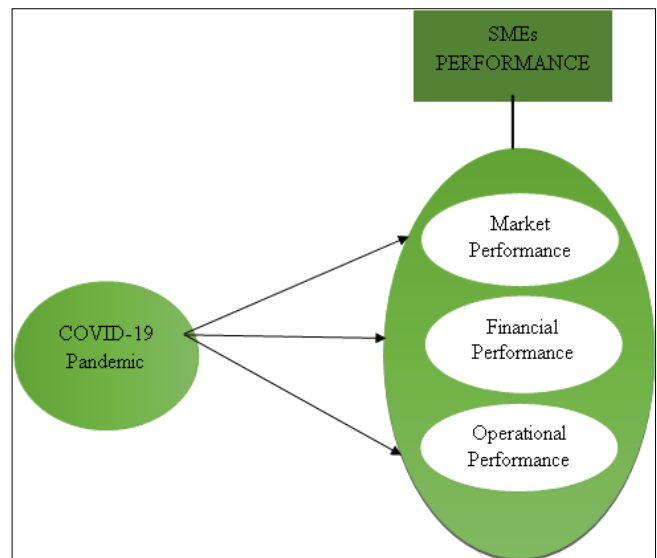 SMEs
PERFORMANCE
Market
Performance
COVID-19
Pandemic
Financial
Performance
Operational
Performance